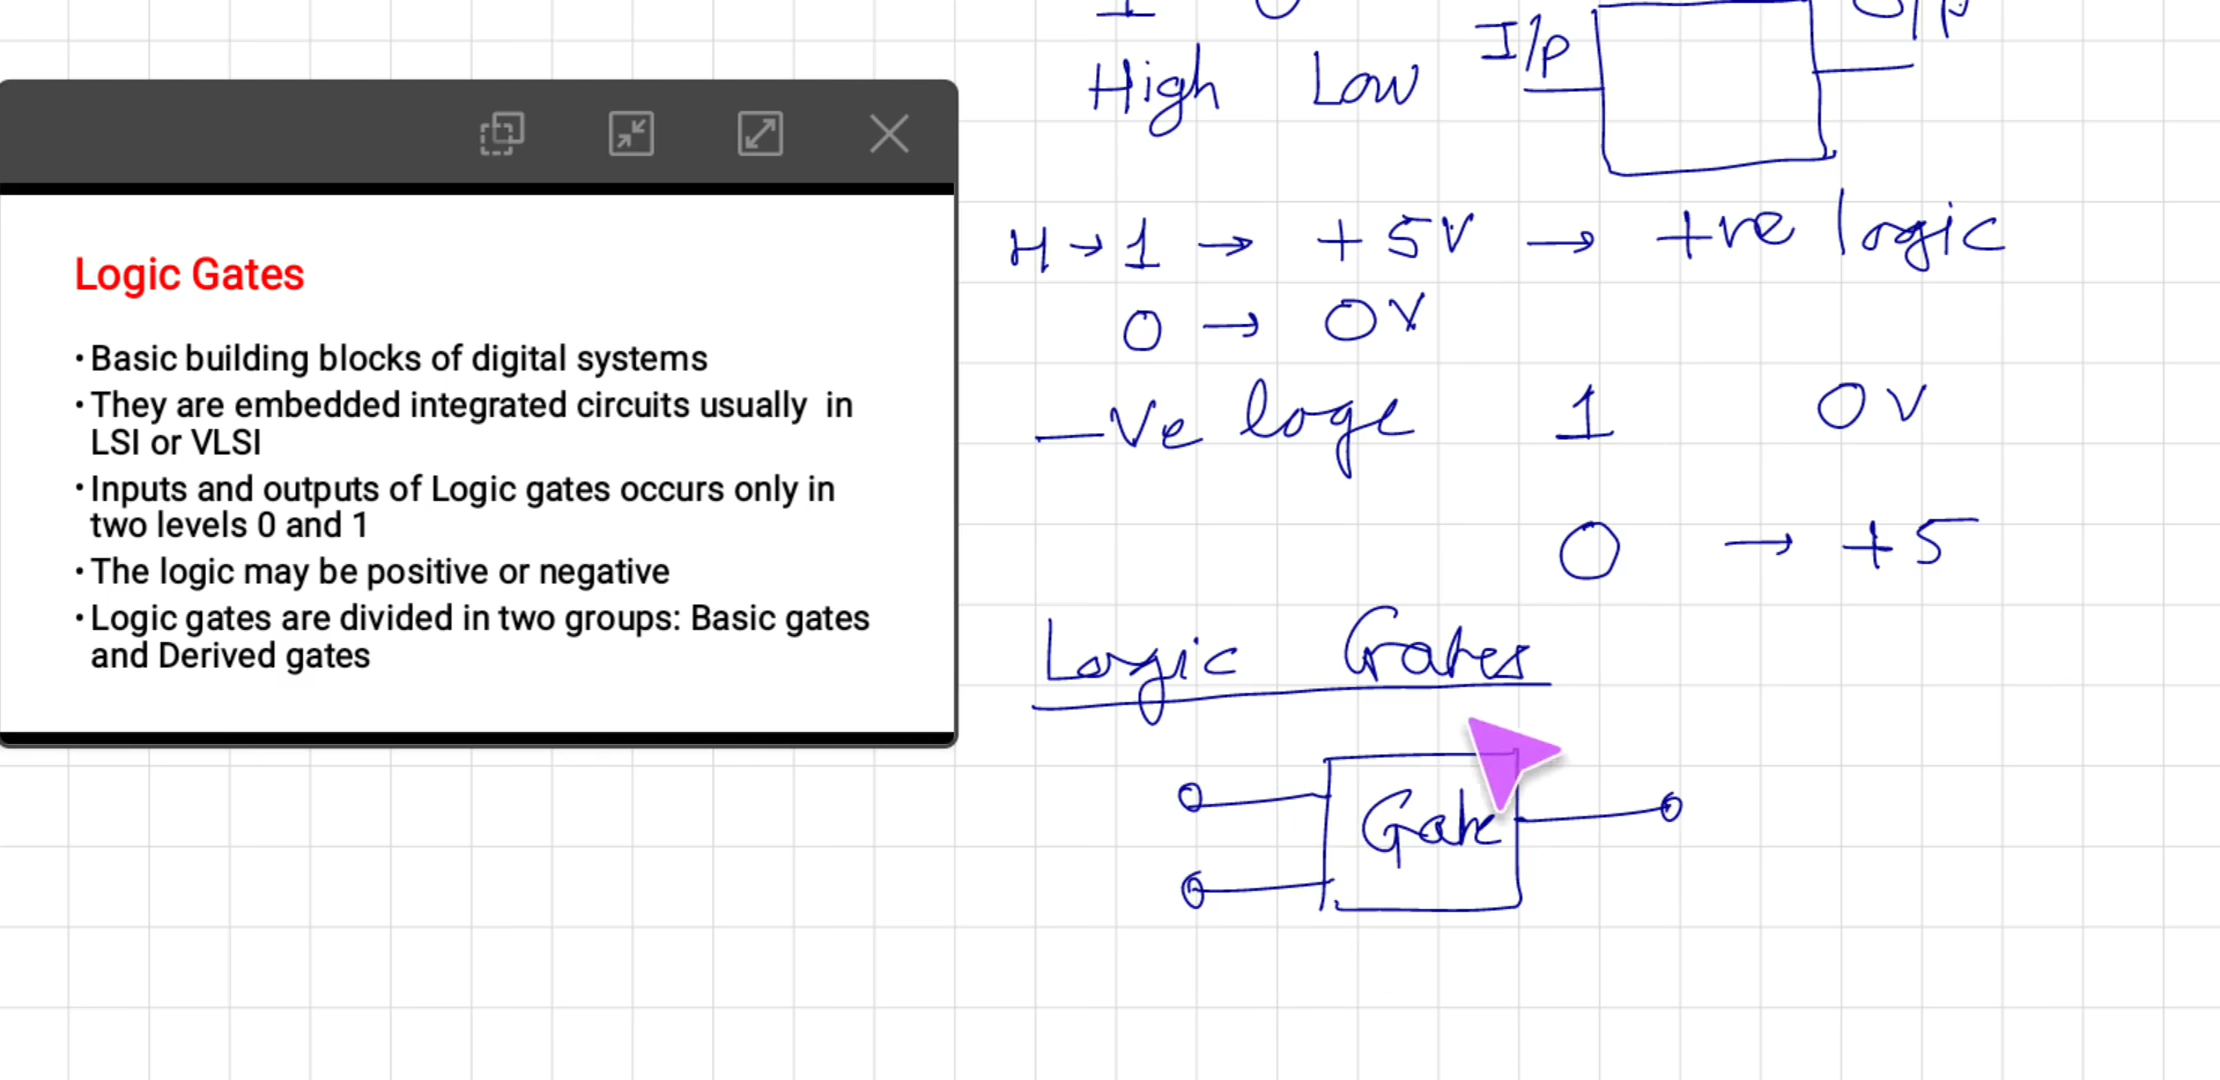 Logic Gates
• Basic building blocks of digital systems
• They are embedded integrated circuits usually in
LSI or VLSI
• Inputs and outputs of Logic gates occurs only in
two levels 0 and 1
• The logic may be positive or negative
• Logic gates are divided in two groups: Basic gates
and Derived gates
High Low I/p
H → 1 → + 5V → +ve logic
0 → 0V
-Ve loge 1 0V
0 → +5
Logic Gates
Gate